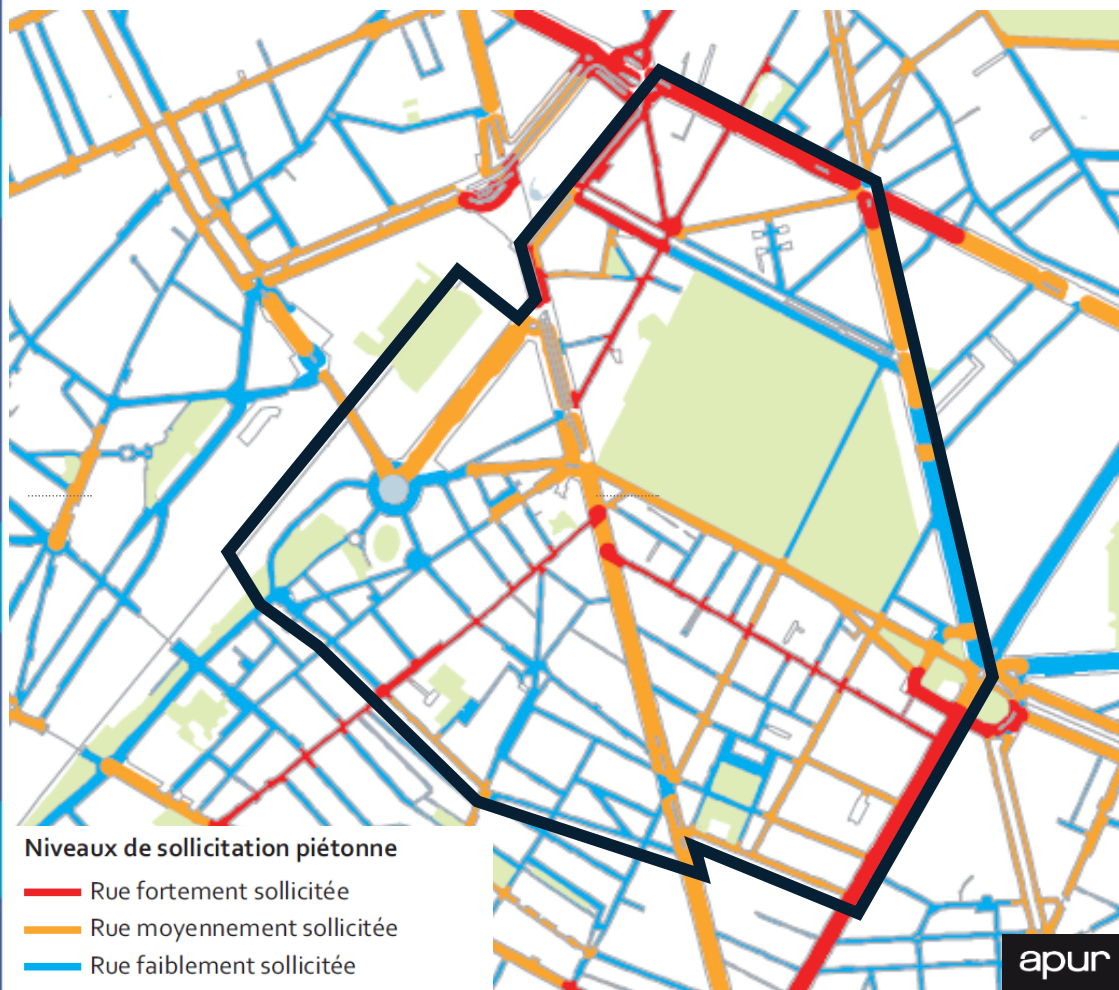 Niveaux de sollicitation piétonne
Rue fortement sollicitée
Rue moyennement sollicitée
Rue faiblement sollicitée
apur